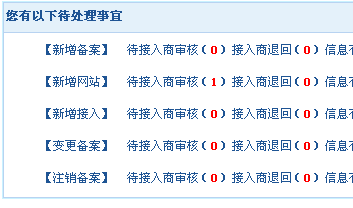 您有以下待处理事宜
【新增备案】 待接入商审核(0) 接入商退回(0) 信息
【新增网站】 待接入商审核(1) 接入商退回(0) 信息
【新增接入】 待接入商审核(0) 接入商退回(0) 信息
【变更备案】 待接入商审核(0) 接入商退回(0) 信息
【注销备案】 待接入商审核(0) 接入商退回(0) 信息